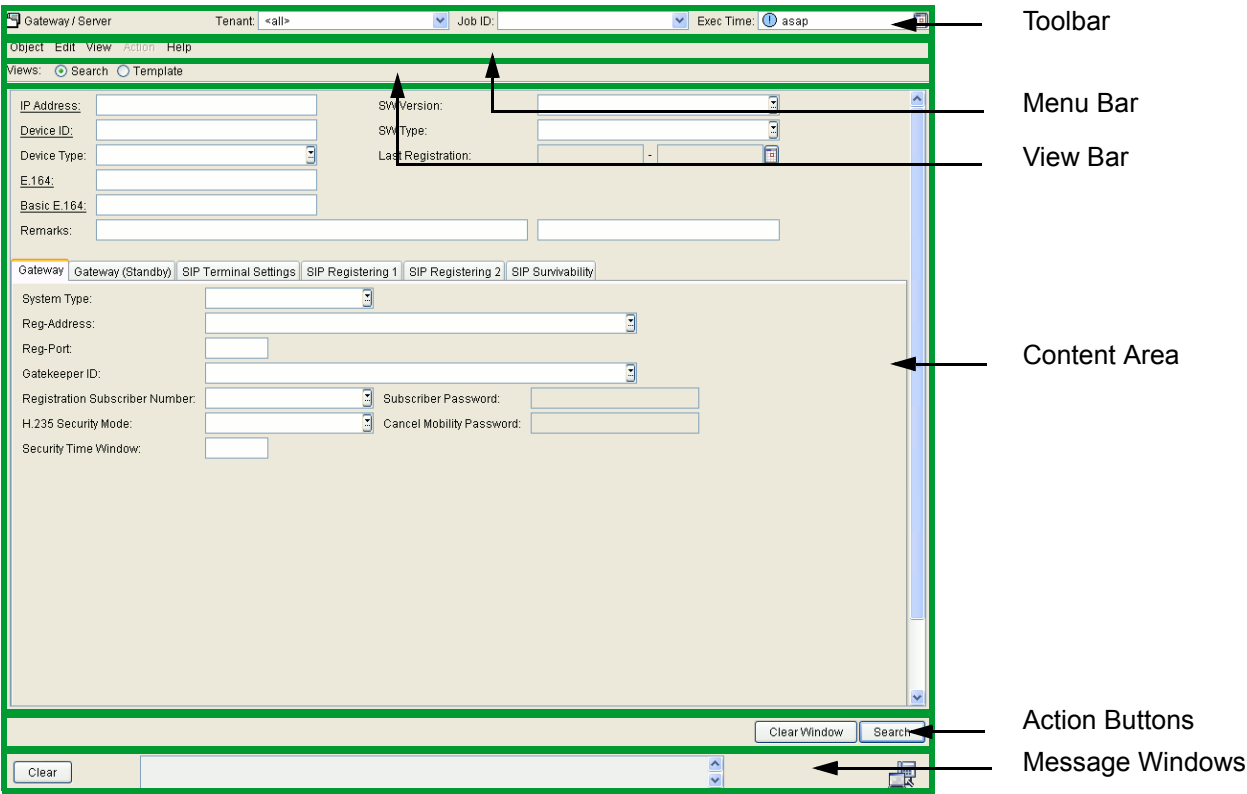 Gateway / Server Tenant: <all> Job ID: Exec Time: asap Toolbar
Object Edit View Action Help
Views: Search Template
Menu Bar
View Bar
IP Address: SW Version:
Device ID: SW Type:
Device Type: Last Registration: -
E.164:
Basic E.164:
Remarks:
Gateway Gateway (Standby) SIP Terminal Settings SIP Registering 1 SIP Registering 2 SIP Survivability
System Type:
Reg-Address:
Reg-Port:
Content Area
Gatekeeper ID:
Registration Subscriber Number: Subscriber Password:
H.235 Security Mode: Cancel Mobility Password:
Security Time Window:
Clear Window Search Action Buttons
Clear Message Windows